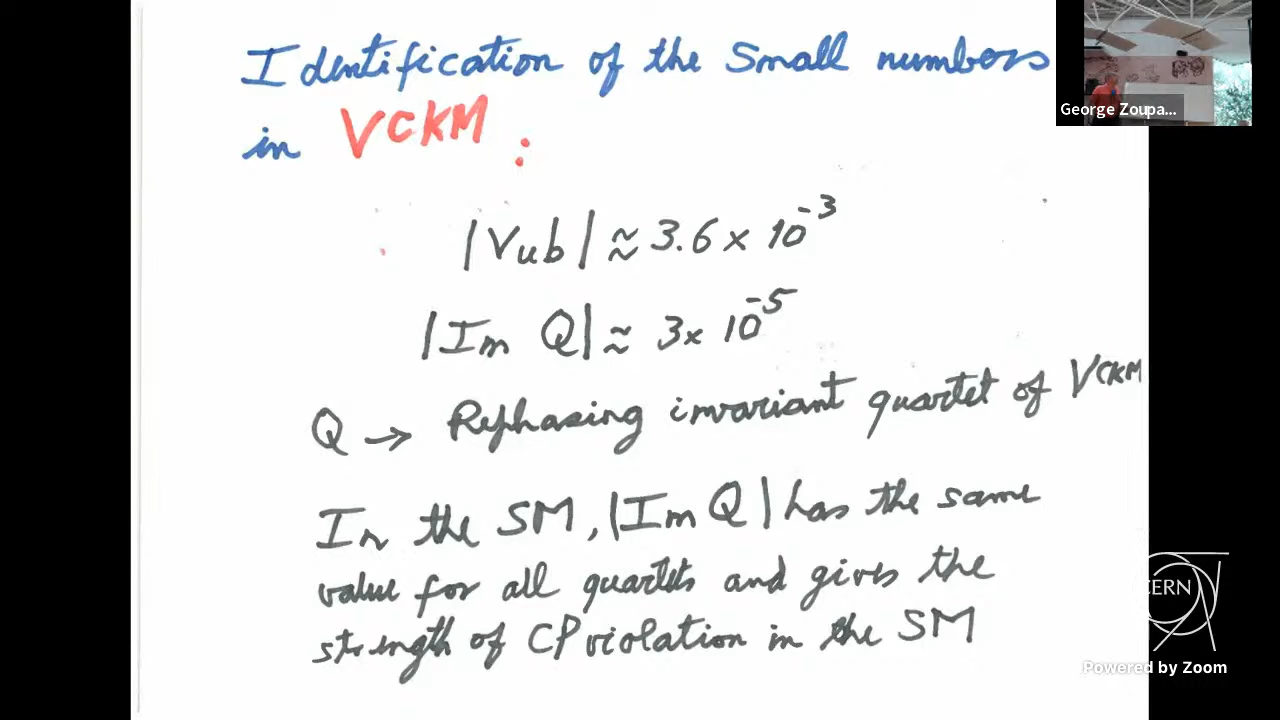 Identification of the small numbers
in VCKM :
|Vub| ≈ 3.6 x 10^-3
|Im Q| ≈ 3x 10^-5
Q → Rephasing invariant quartet of VCKM
In the SM, |Im Q| has the same
value for all quartets and gives the
strength of CP violation in the SM
George Zoupa...
CERN
Powered by Zoom